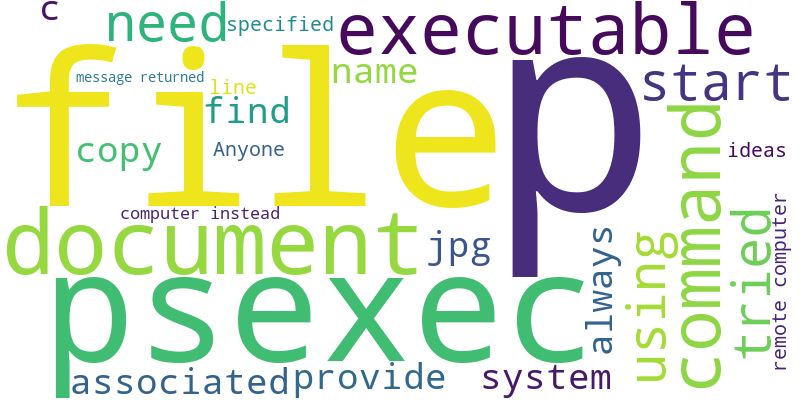 c
need
specified
executable
file
p
message returned
line
name
start
find
copy
Anyone
command
ideas
computer instead
document
jpg
always
using
tried
remote computer
psexec
associated
provide
system